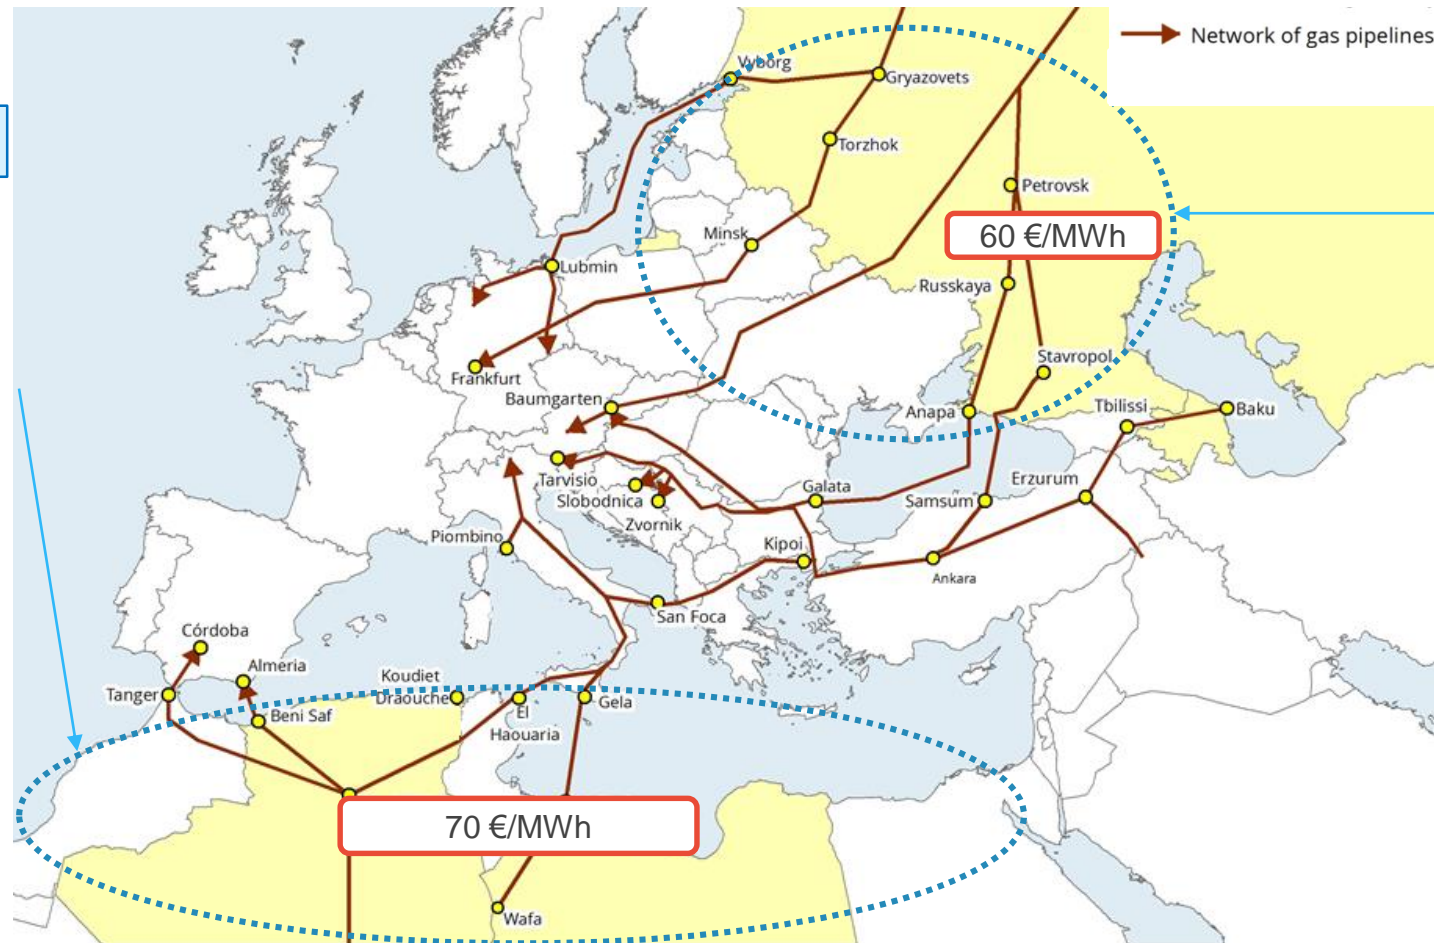 Network of gas pipelines
Vyborg
Gryazovets
Torzhok
Petrovsk
Minsk
60 €/MWh
Lubmin
Russkaya
Stavropol
Frankfurt
Baumgarten
Anapa
Tbilissi
Baku
Tarvisio
Slobodnica
Zvornik
Galata
Samsum
Erzurum
Piombino
Kipoi
Ankara
San Foca
Córdoba
Almeria
Tanger
Beni Saf
Koudiet
Draouche
El
Haouaria
Gela
70 €/MWh
Wafa